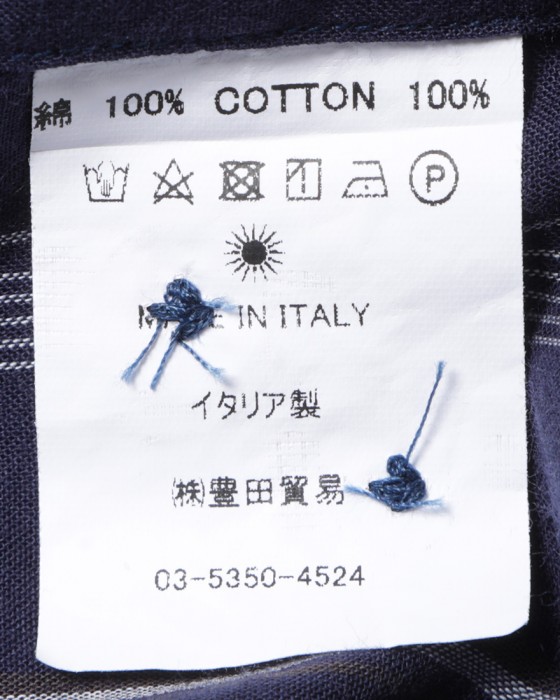 綿 100% COTTON 100%
P
MADE IN ITALY
イタリア製
㈱豊田貿易
03-5350-4524